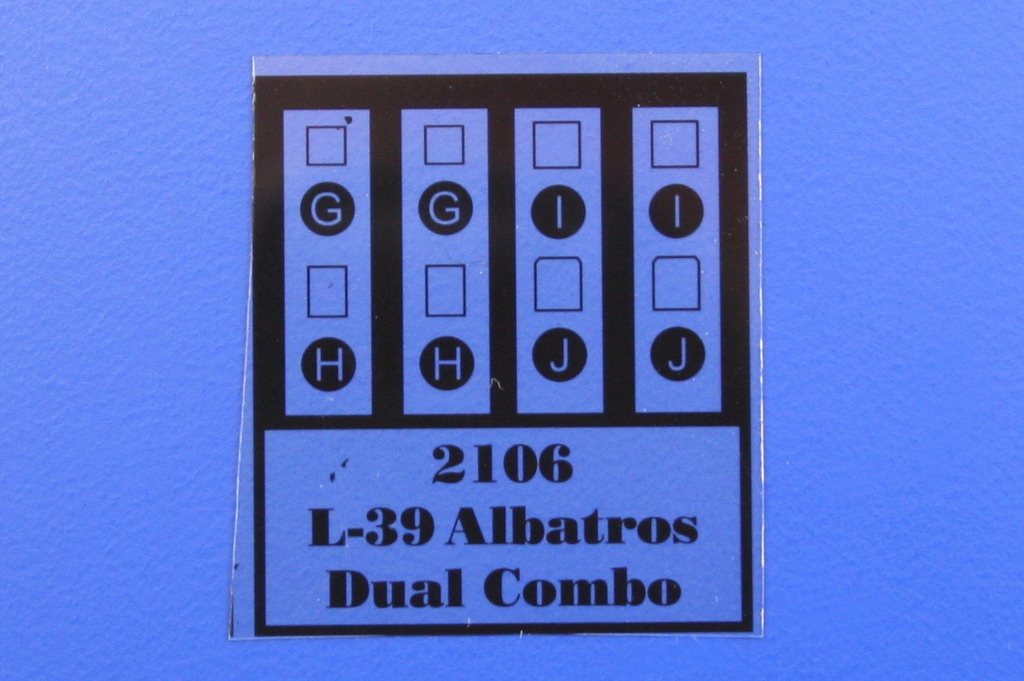 G G I I
H H J J
2106
L-39 Albatros
Dual Combo